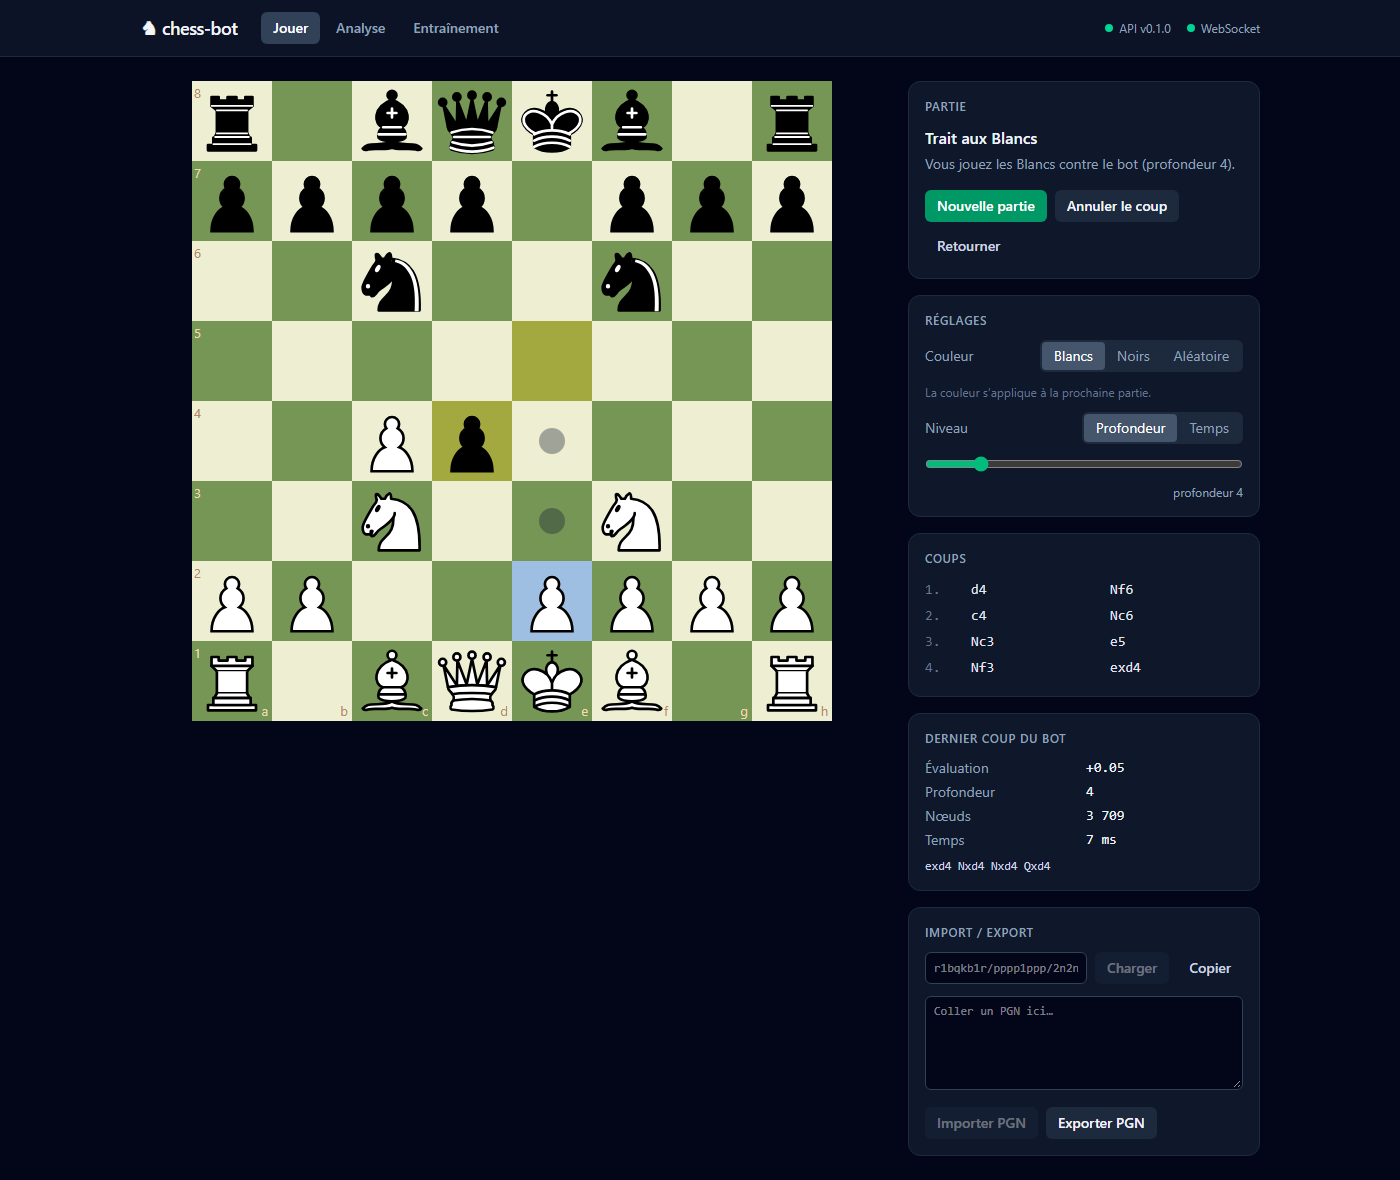 ♞ chess-bot Jouer Analyse Entraînement API v0.1.0 WebSocket
8
7
6
5
4
3
2
1
a b c d e f g h
PARTIE
Trait aux Blancs
Vous jouez les Blancs contre le bot (profondeur 4).
Nouvelle partie Annuler le coup
Retourner
RÉGLAGES
Couleur Blancs Noirs Aléatoire
La couleur s'applique à la prochaine partie.
Niveau Profondeur Temps
profondeur 4
COUPS
1. d4 Nf6
2. c4 Nc6
3. Nc3 e5
4. Nf3 exd4
DERNIER COUP DU BOT
Évaluation +0.05
Profondeur 4
Nœuds 3 709
Temps 7 ms
exd4 Nxd4 Nxd4 Qxd4
IMPORT / EXPORT
r1bqkb1r/pppp1ppp/2n2n Charger Copier
Coller un PGN ici…
Importer PGN Exporter PGN